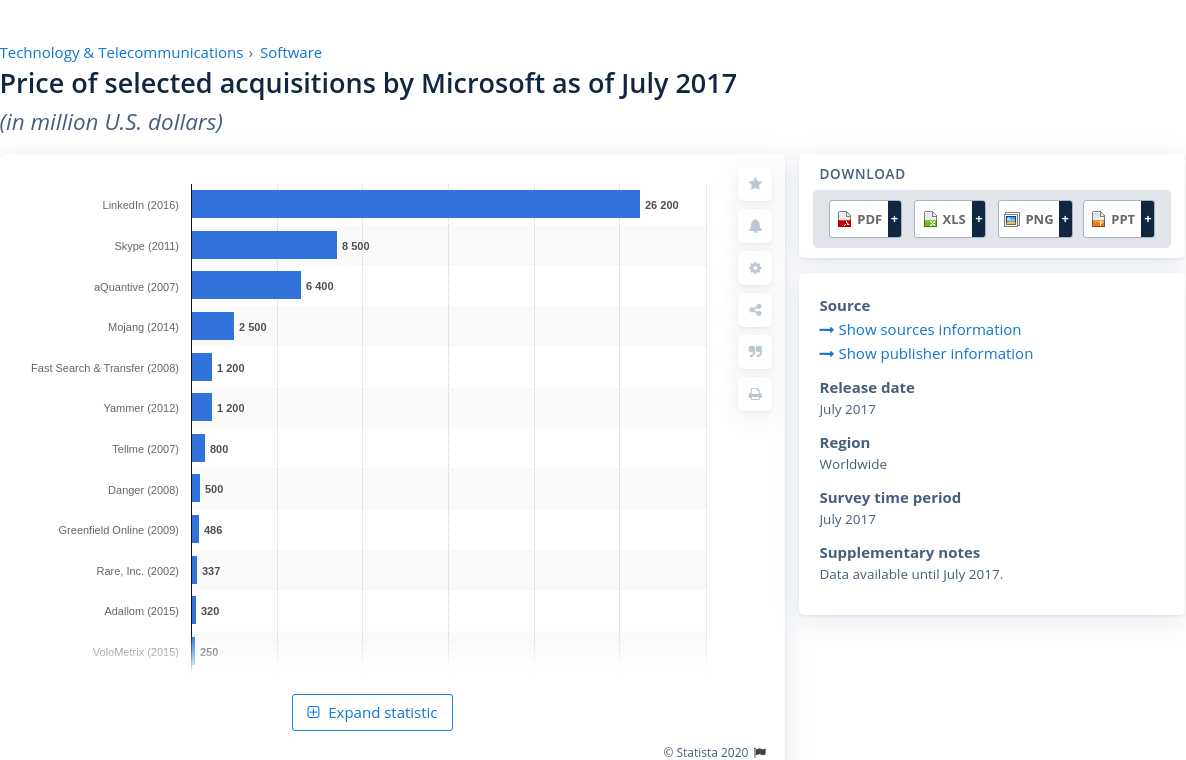 Technology & Telecommunications › Software
Price of selected acquisitions by Microsoft as of July 2017
(in million U.S. dollars)
LinkedIn (2016) 26 200
Skype (2011) 8 500
aQuantive (2007) 6 400
Mojang (2014) 2 500
Fast Search & Transfer (2008) 1 200
Yammer (2012) 1 200
Tellme (2007) 800
Danger (2008) 500
Greenfield Online (2009) 486
Rare, Inc. (2002) 337
Adallom (2015) 320
VoloMetrix (2015) 250
Expand statistic
© Statista 2020
DOWNLOAD
PDF + XLS + PNG + PPT +
Source
Show sources information
Show publisher information
Release date
July 2017
Region
Worldwide
Survey time period
July 2017
Supplementary notes
Data available until July 2017.